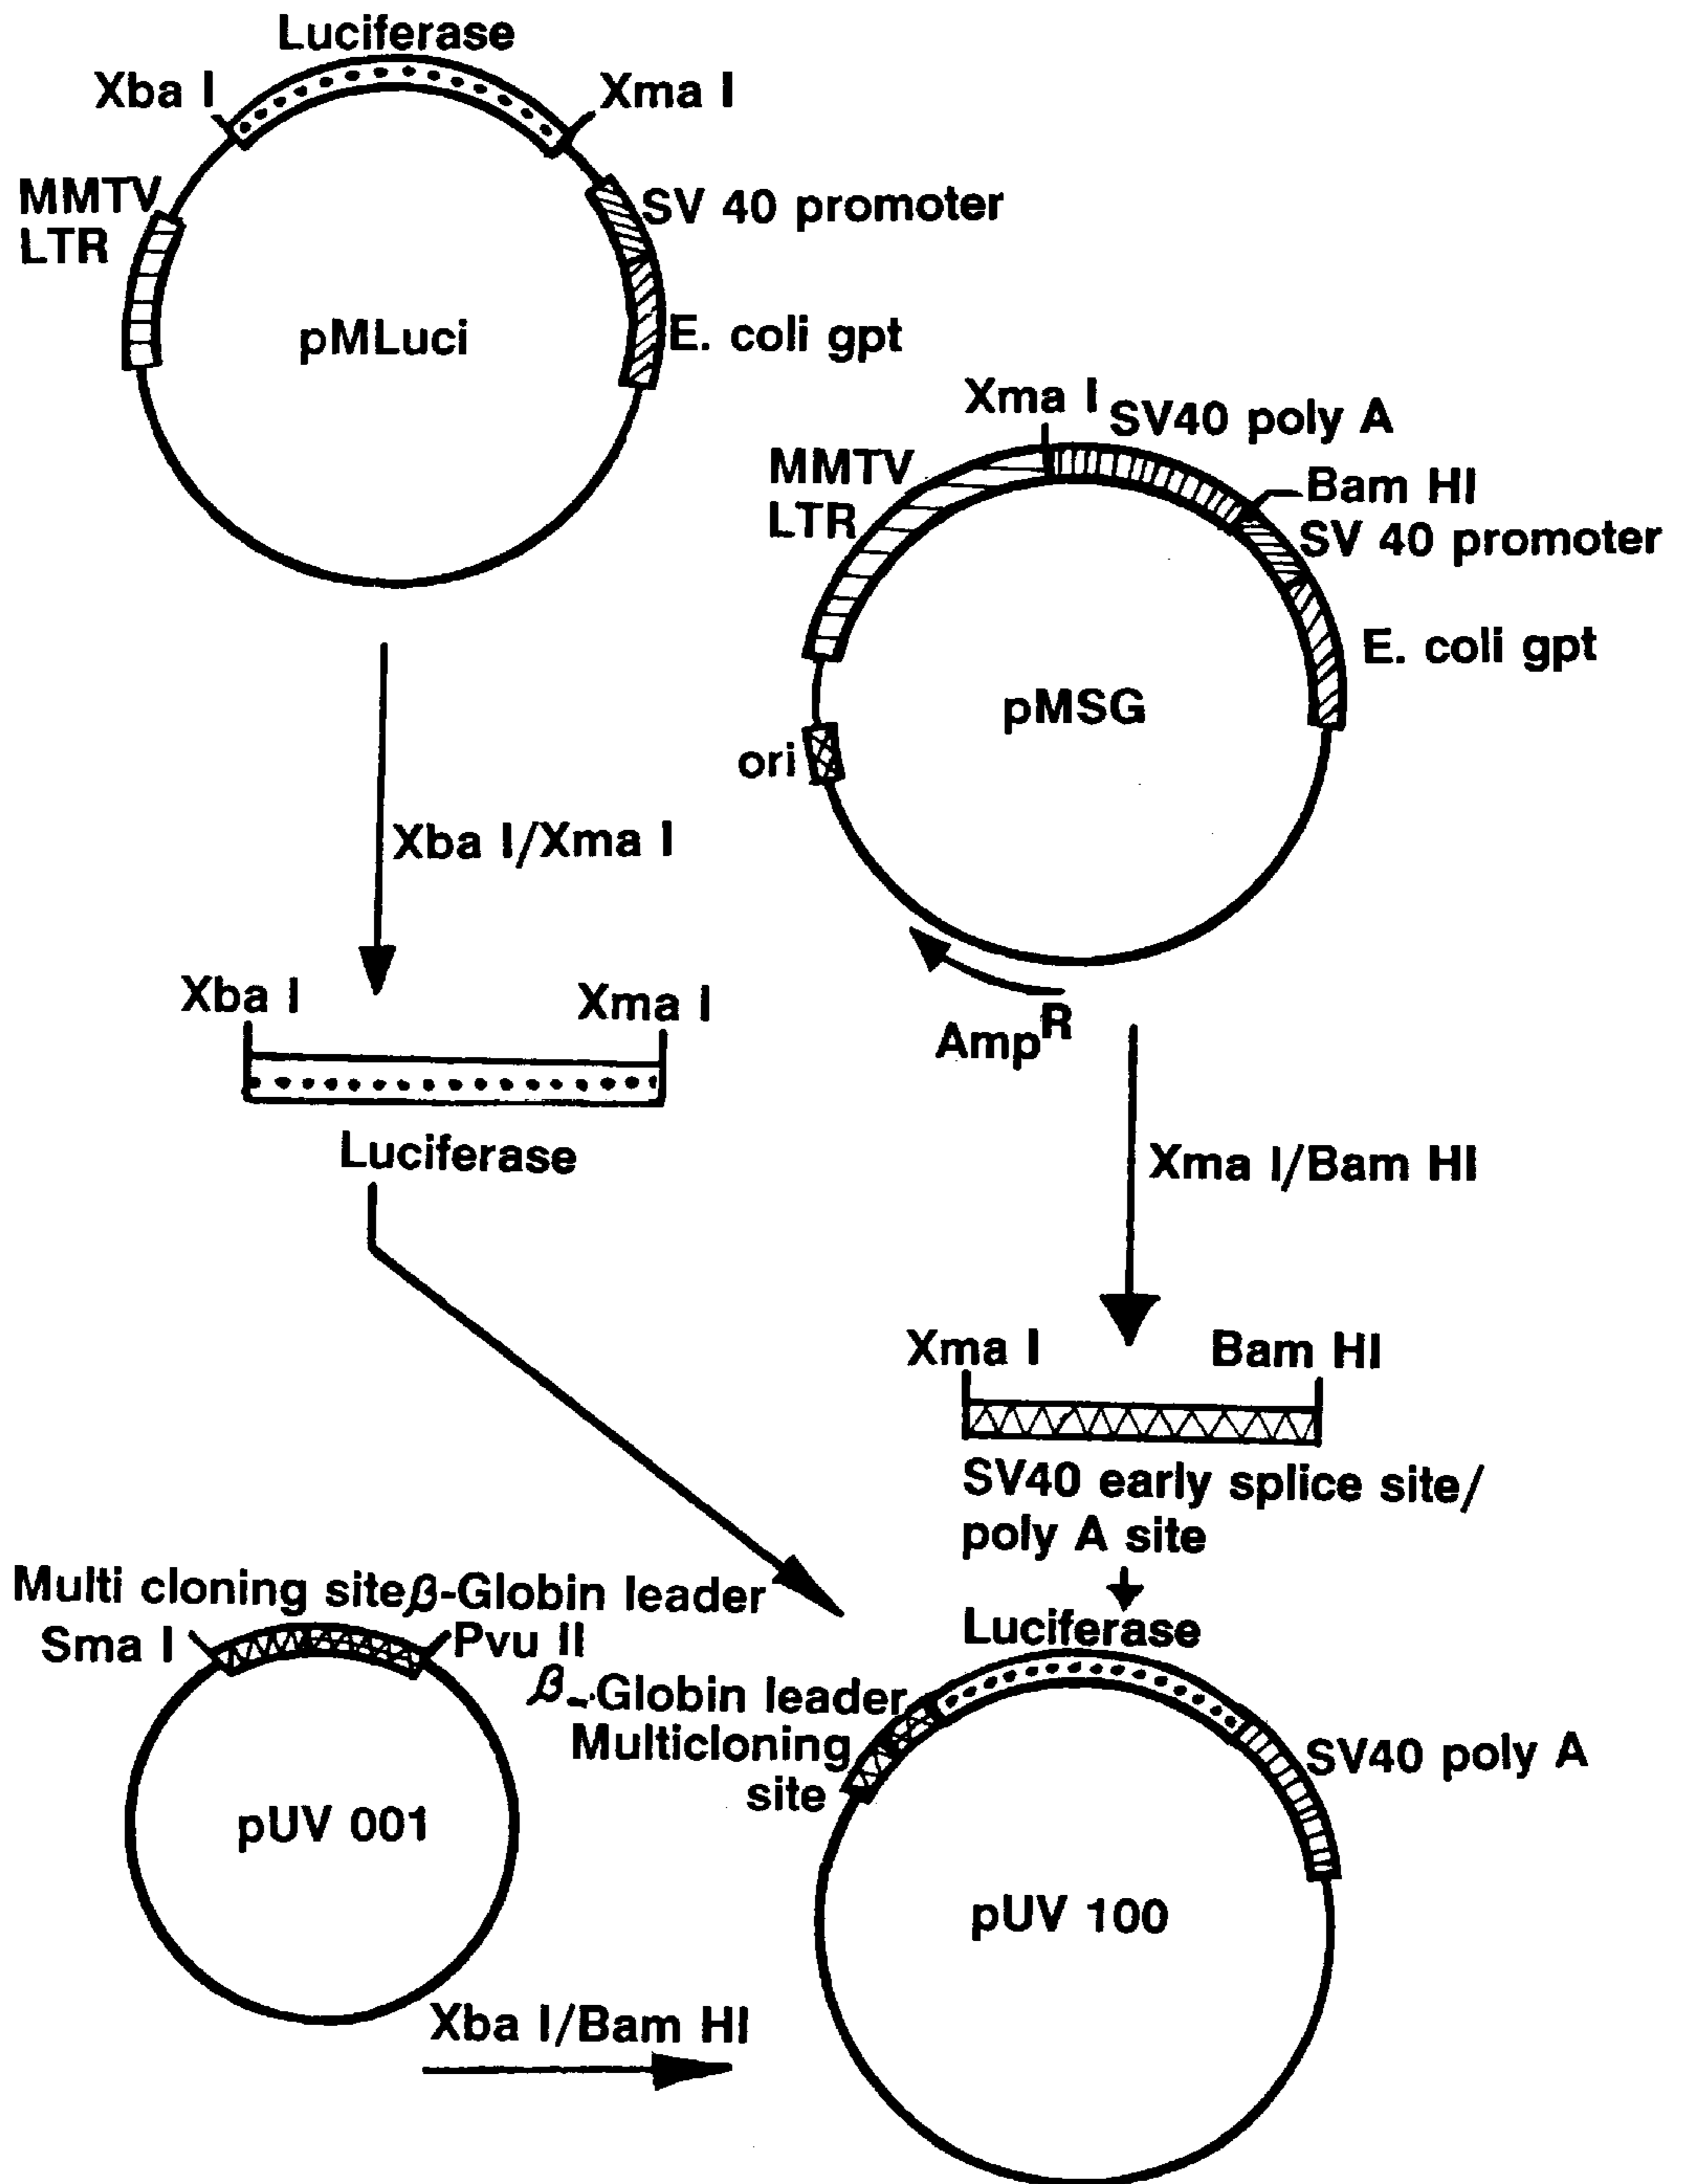 Luciferase
Xba I
Xma I
MMTV
LTR
SV 40 promoter
pMLuci
E. coli gpt
Xma I
SV40 poly A
MMTV
LTR
Bam HI
SV 40 promoter
E. coli gpt
pMSG
ori
Amp^R
Xba I/Xma I
Xba I
Xma I
Luciferase
Xma I/Bam HI
Xma I
Bam HI
SV40 early splice site/
poly A site
Multi cloning site β-Globin leader
Sma I
Pvu II
pUV 001
Xba I/Bam HI
Luciferase
β-Globin leader
Multicloning
site
SV40 poly A
pUV 100